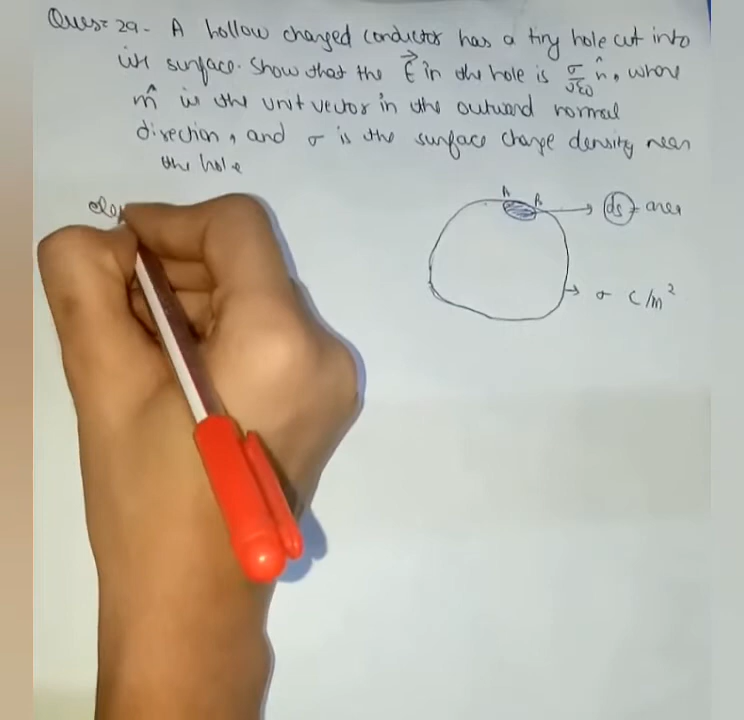 Ques= 29- A hollow charged conductor has a tiny hole cut into
its surface. Show that the E⃗ in the hole is σ/2ε₀ n̂, where
n̂ is the unit vector in the outward normal
direction, and σ is the surface charge density near
the hole
A B → ds = area
→ σ C/m²